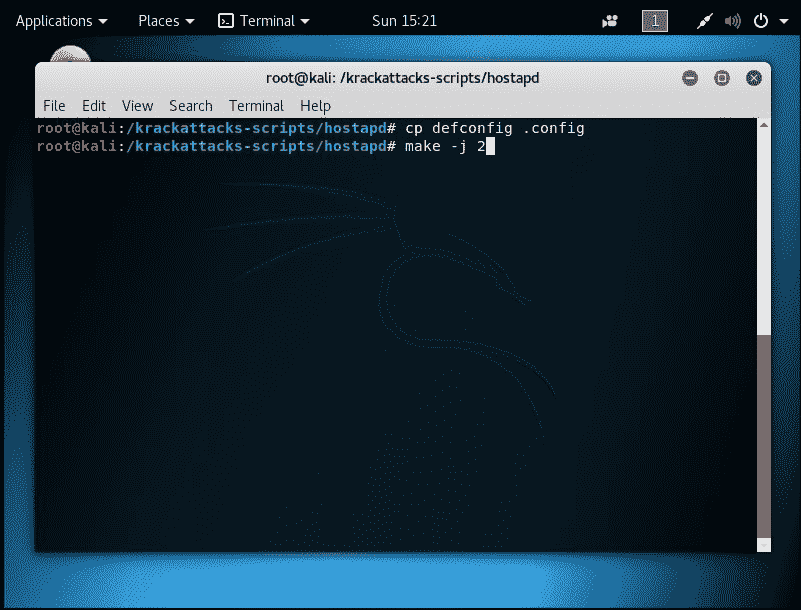 Applications Places Terminal Sun 15:21 1
root@kali: /krackattacks-scripts/hostapd
File Edit View Search Terminal Help
root@kali:/krackattacks-scripts/hostapd# cp defconfig .config
root@kali:/krackattacks-scripts/hostapd# make -j 2